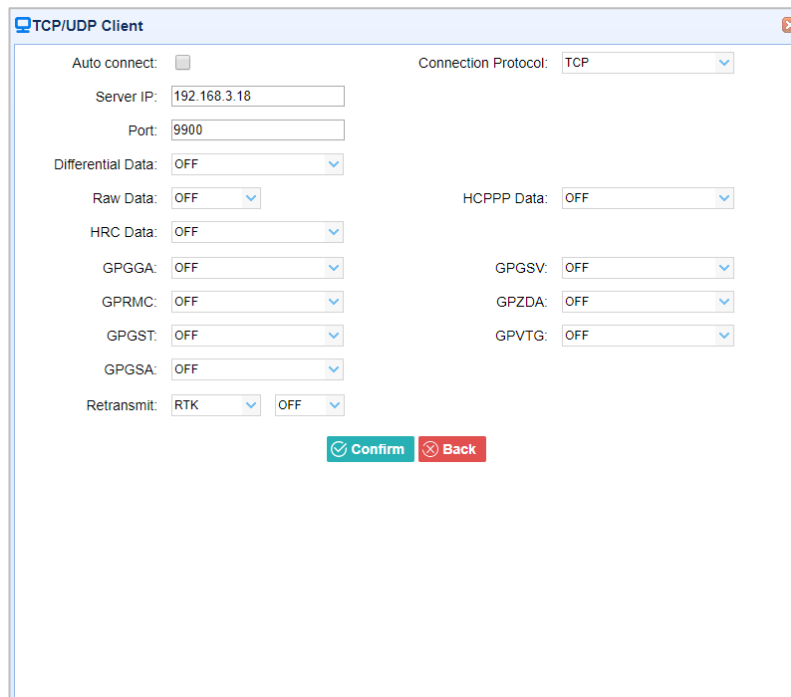 TCP/UDP Client
Auto connect: Connection Protocol: TCP
Server IP: 192.168.3.18
Port: 9900
Differential Data: OFF
Raw Data: OFF HCPPP Data: OFF
HRC Data: OFF
GPGGA: OFF GPGSV: OFF
GPRMC: OFF GPZDA: OFF
GPGST: OFF GPVTG: OFF
GPGSA: OFF
Retransmit: RTK OFF
Confirm Back